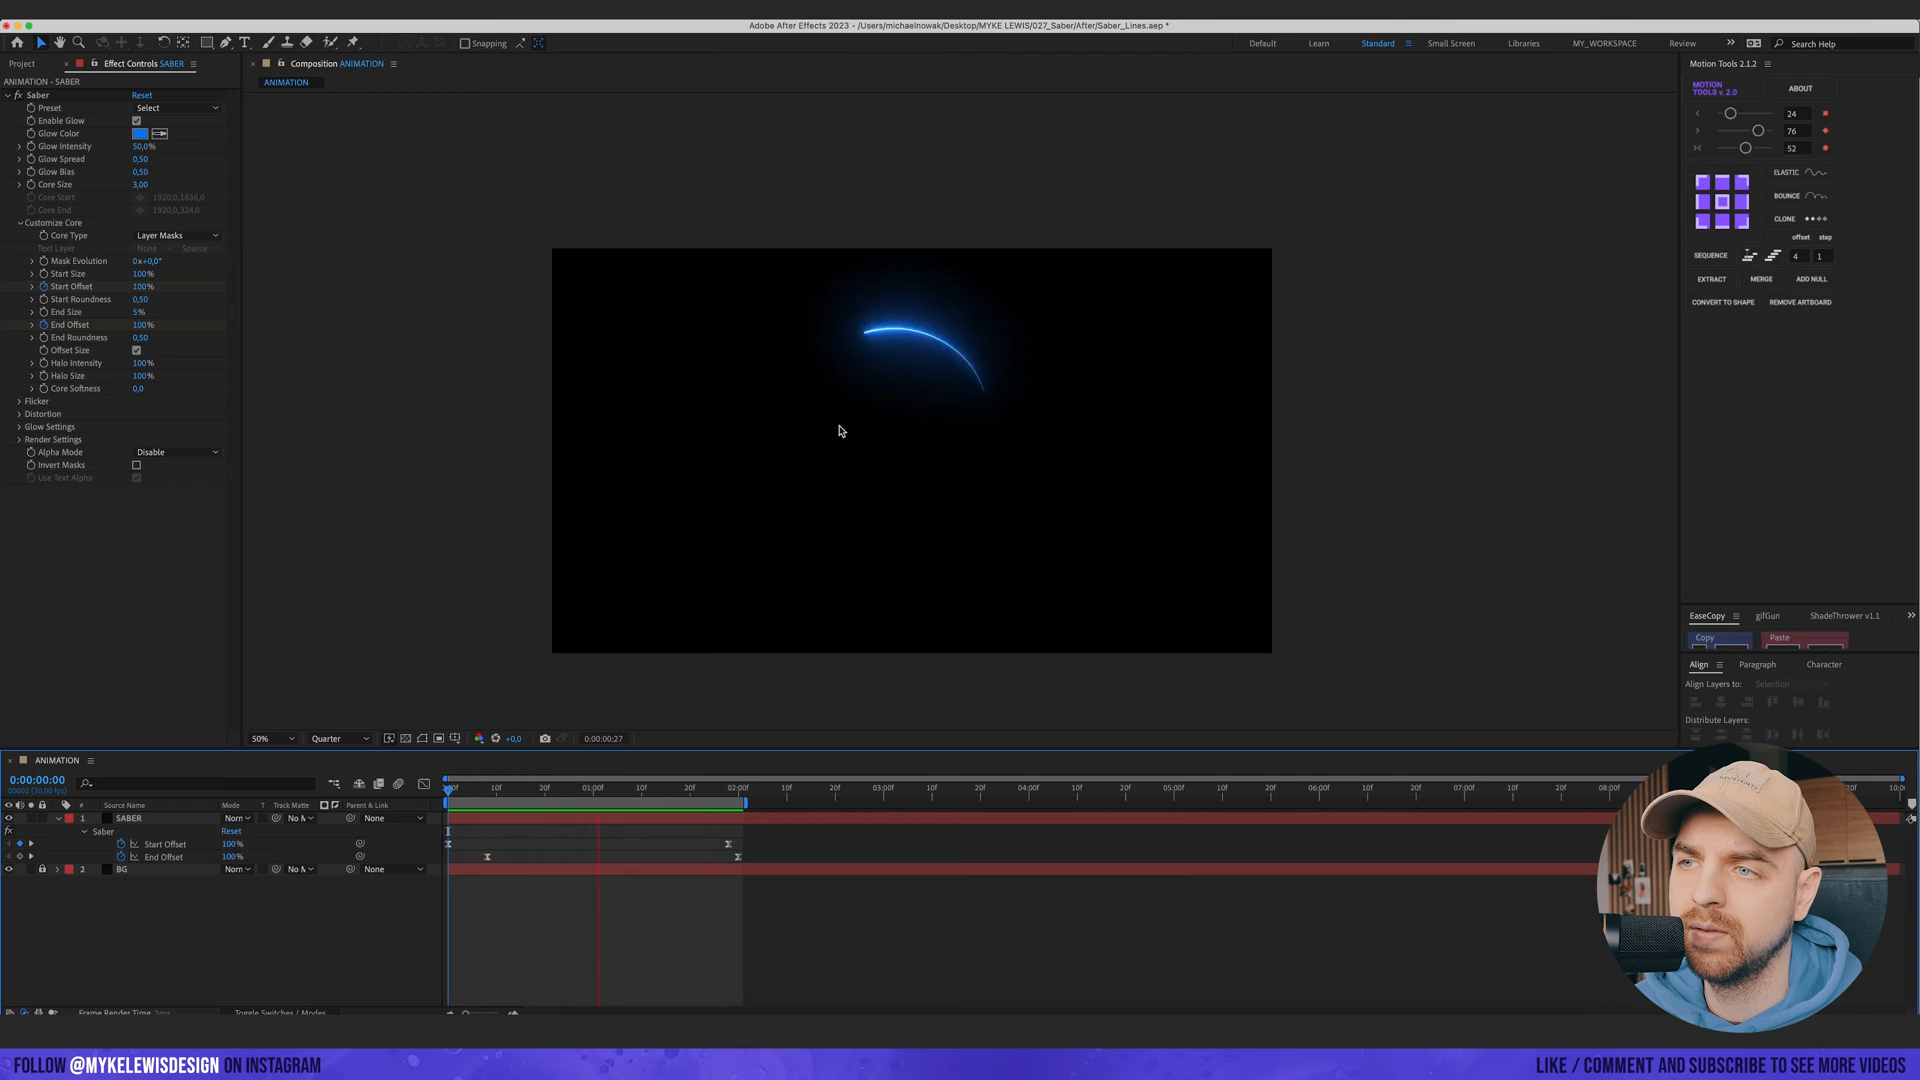 Adobe After Effects 2023 - /Users/michaelnowak/Desktop/MYKE LEWIS/027_Saber/After/Saber_Lines.aep *
Snapping
Default Learn Standard Small Screen Libraries MY_WORKSPACE Review Search Help
Project Effect Controls SABER
Composition ANIMATION
Motion Tools 2.1.2
ANIMATION • SABER
ANIMATION
MOTION TOOLS v. 2.0
ABOUT
fx Saber Reset
Preset Select
Enable Glow
Glow Color
Glow Intensity 50,0%
Glow Spread 0,50
Glow Bias 0,50
Core Size 3,00
Core Start 1920,0,1836,0
Core End 1920,0,324,0
Customize Core
Core Type Layer Masks
Text Layer None Source
Mask Evolution 0x+0,0°
Start Size 100%
Start Offset 100%
Start Roundness 0,50
End Size 5%
End Offset 100%
End Roundness 0,50
Offset Size
Halo Intensity 100%
Halo Size 100%
Core Softness 0,0
Flicker
Distortion
Glow Settings
Render Settings
Alpha Mode Disable
Invert Masks
Use Text Alpha
24
76
52
ELASTIC
BOUNCE
CLONE
offset step
SEQUENCE 4 1
EXTRACT MERGE ADD NULL
CONVERT TO SHAPE REMOVE ARTBOARD
EaseCopy gifGun ShadeThrower v1.1
Copy Paste
Align Paragraph Character
Align Layers to: Selection
Distribute Layers:
50% Quarter +0,0 0:00:00:27
ANIMATION
0:00:00:00
00000 (30.00 fps)
10f 20f 01:00f 10f 20f 02:00f 10f 20f 03:00f 10f 20f 04:00f 10f 20f 05:00f 10f 20f 06:00f 10f 20f 07:00f 10f 20f 08:00f
# Source Name Mode T Track Matte Parent & Link
1 SABER Norn No M None
fx Saber Reset
Start Offset 100%
End Offset 100%
2 BG Norn No M None
Frame Render Time 2ms Toggle Switches / Modes
FOLLOW @MYKELEWISDESIGN ON INSTAGRAM
LIKE / COMMENT AND SUBSCRIBE TO SEE MORE VIDEOS